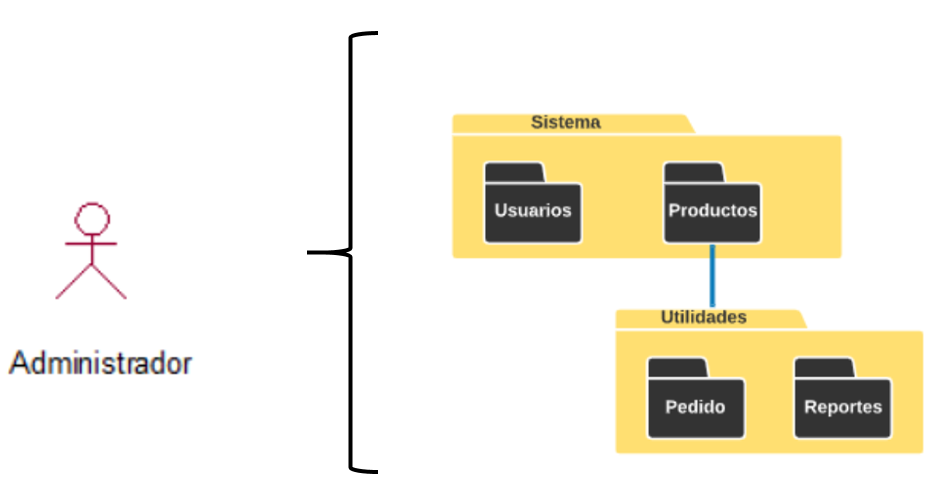 Sistema
Usuarios
Productos
Administrador
Utilidades
Pedido
Reportes